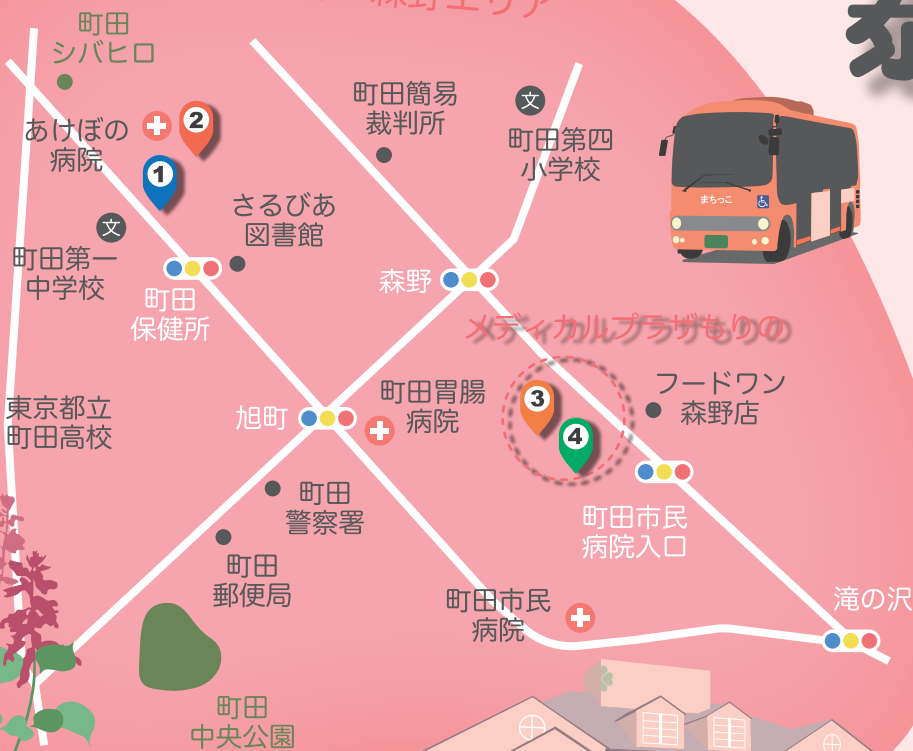 森野エリア
町田
シバヒロ
あけぼの
病院
2
1
町田簡易
裁判所
文
町田第四
小学校
まちっこ
さるびあ
図書館
文
町田第一
中学校
町田
保健所
森野
メディカルプラザもりの
東京都立
町田高校
旭町
町田胃腸
病院
3
4
フードワン
森野店
町田
警察署
町田市民
病院入口
町田
郵便局
町田市民
病院
滝の沢
町田
中央公園